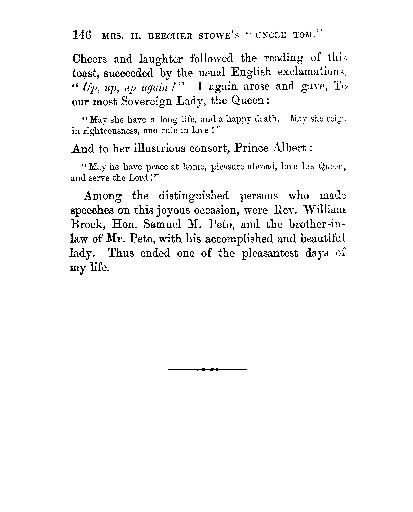 146 MRS. H. BEECHER STOWE'S "UNCLE TOM."
Cheers and laughter followed the reading of this
toast, succeeded by the usual English exclamations,
"Up, up, up again!" I again arose and gave, To
our most Sovereign Lady, the Queen:
"May she have a long life, and a happy death. May she reign
in righteousness, and rule in love!"
And to her illustrious consort, Prince Albert:
"May he have peace at home, pleasure abroad, love his Queen,
and serve the Lord!"
Among the distinguished persons who made
speeches on this joyous occasion, were Rev. William
Brock, Hon. Samuel M. Peto, and the brother-in-
law of Mr. Peto, with his accomplished and beautiful
lady. Thus ended one of the pleasantest days of
my life.